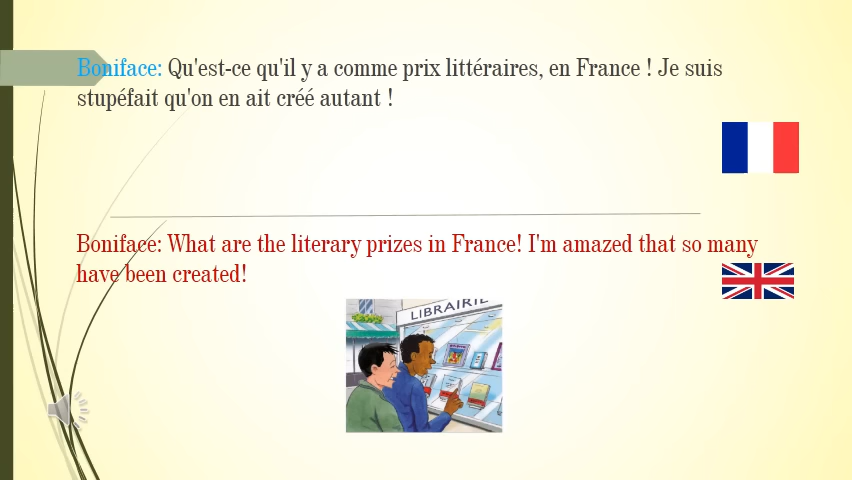 Boniface: Qu'est-ce qu'il y a comme prix littéraires, en France ! Je suis
stupéfait qu'on en ait créé autant !
Boniface: What are the literary prizes in France! I'm amazed that so many
have been created!
LIBRAIRIE